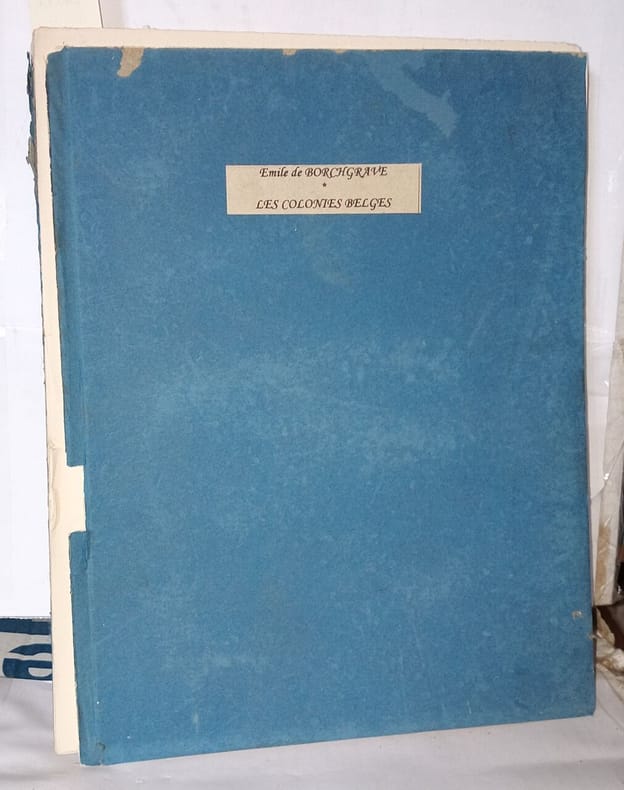 Emile de BORCHGRAVE
*
LES COLONIES BELGES